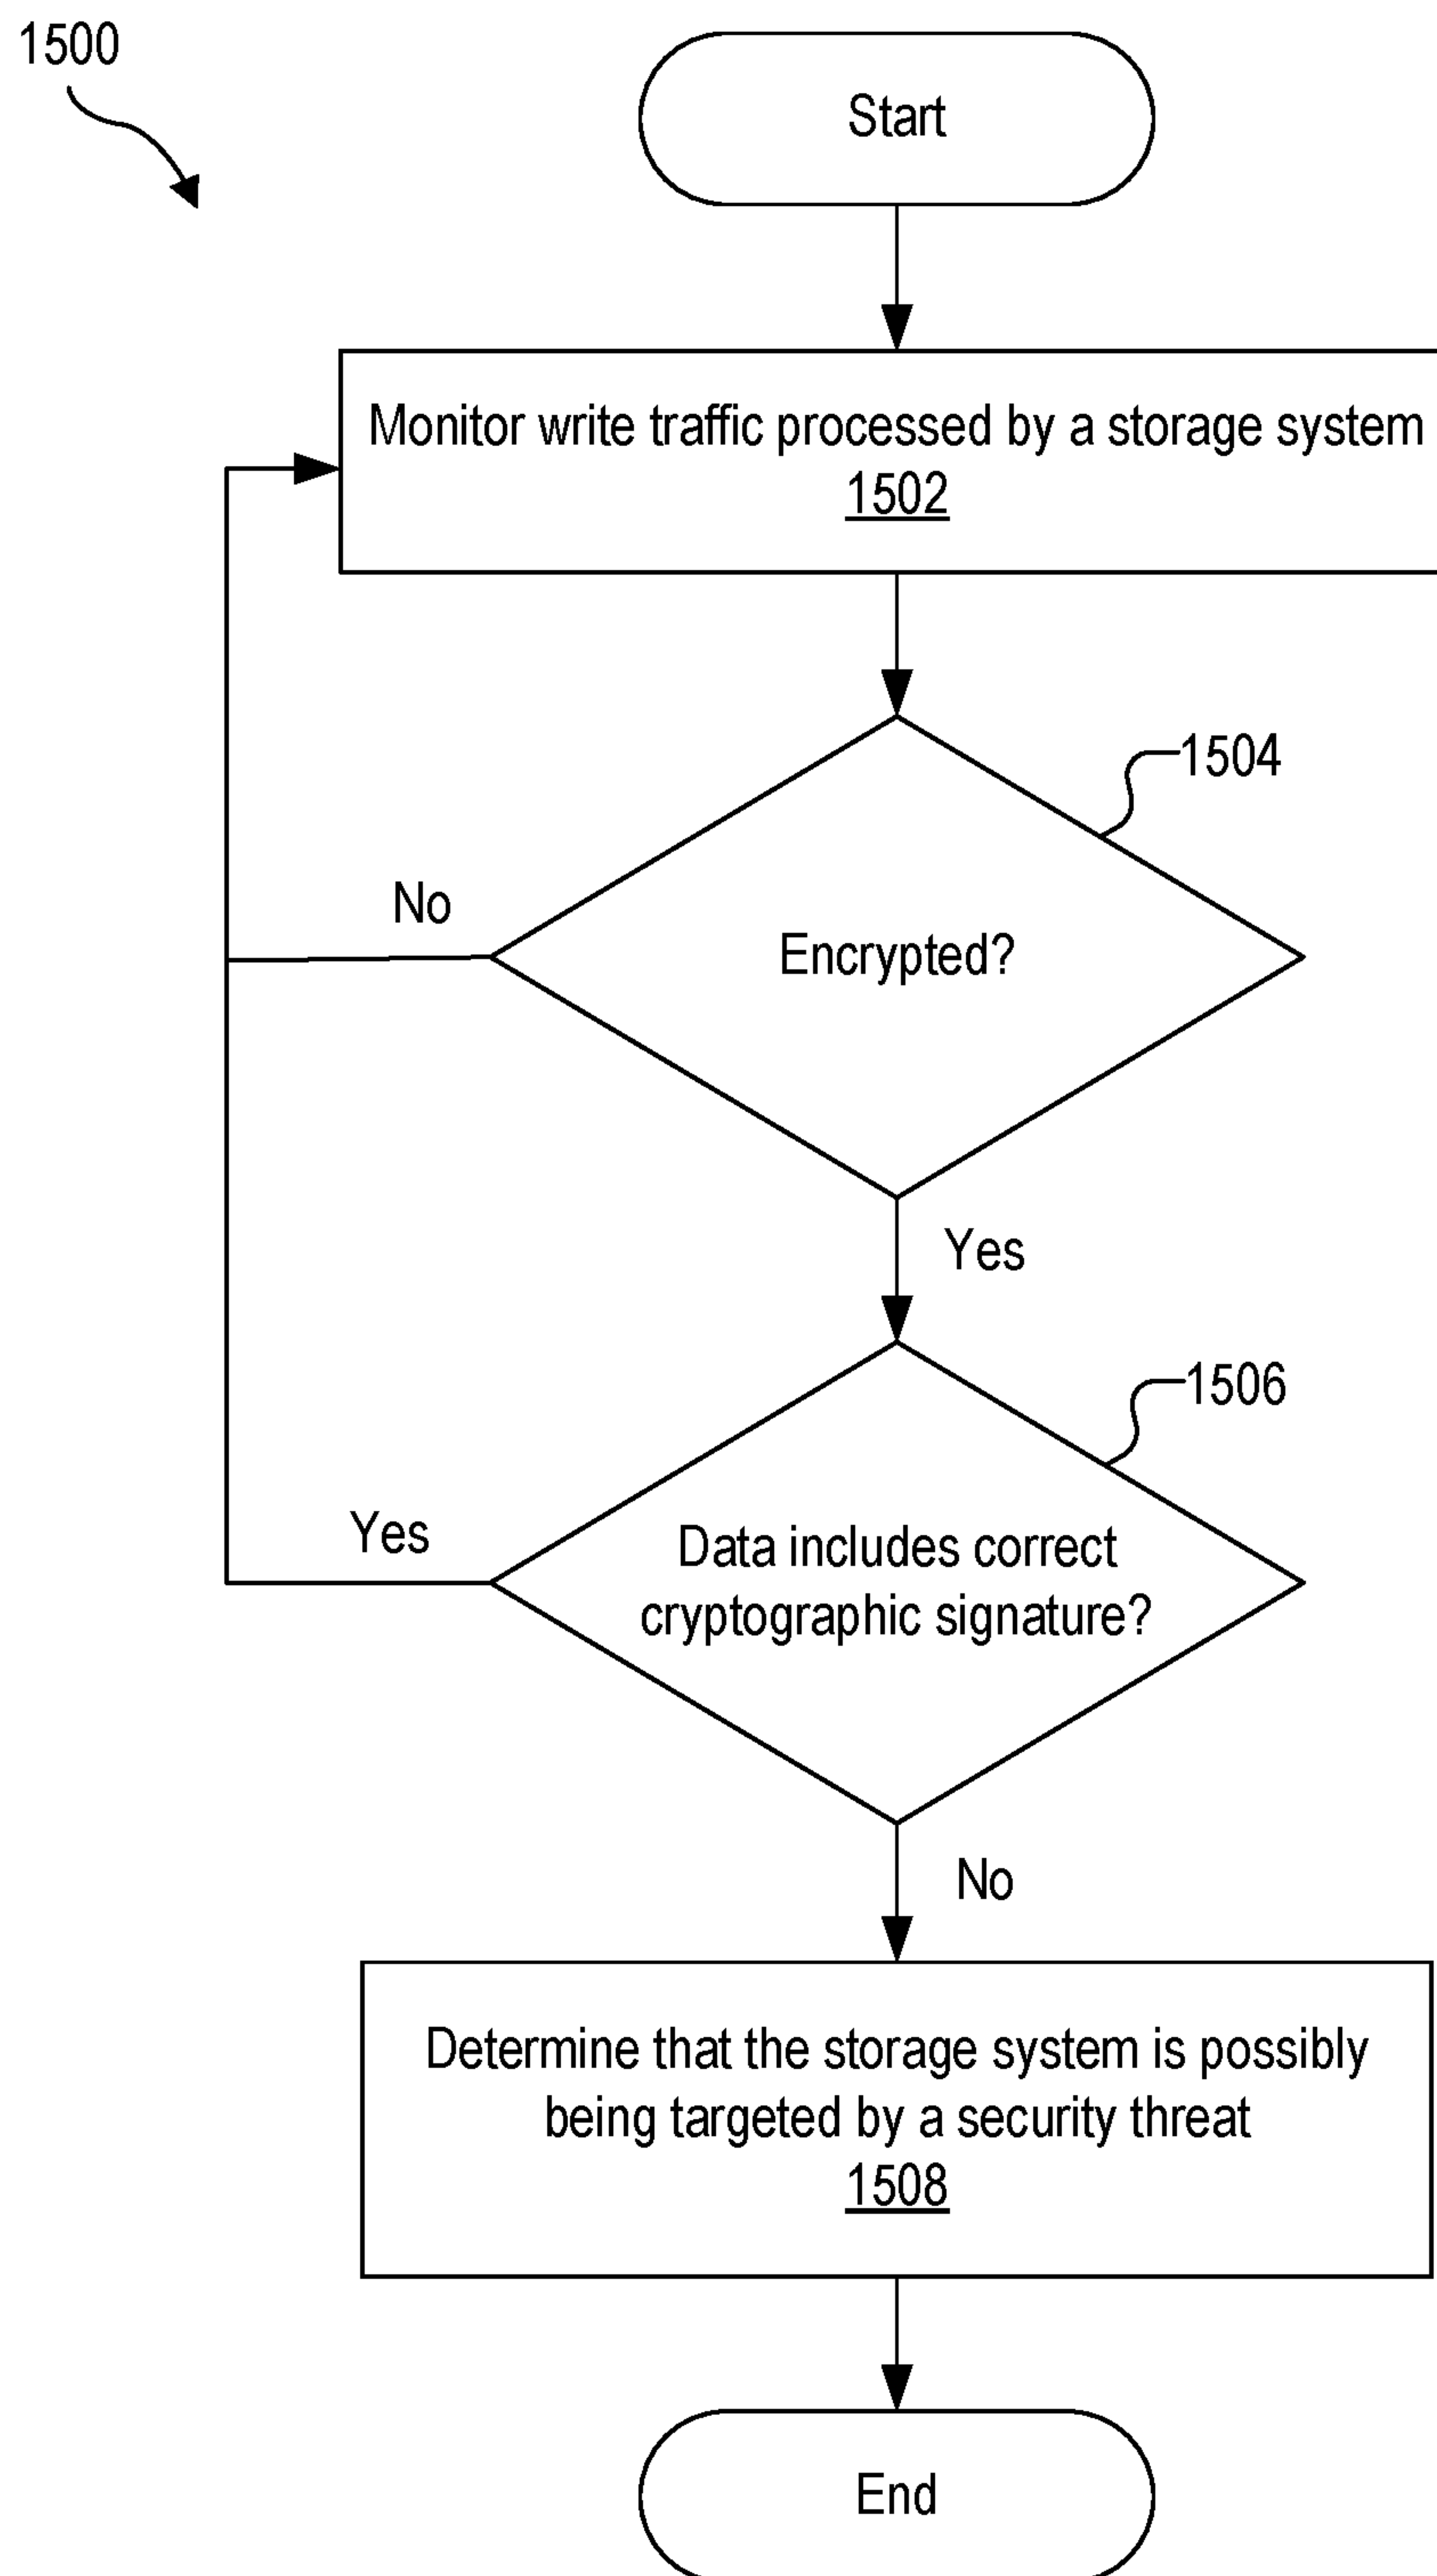 1500
Start
Monitor write traffic processed by a storage system
1502
1504
No
Encrypted?
Yes
1506
Yes
Data includes correct
cryptographic signature?
No
Determine that the storage system is possibly
being targeted by a security threat
1508
End